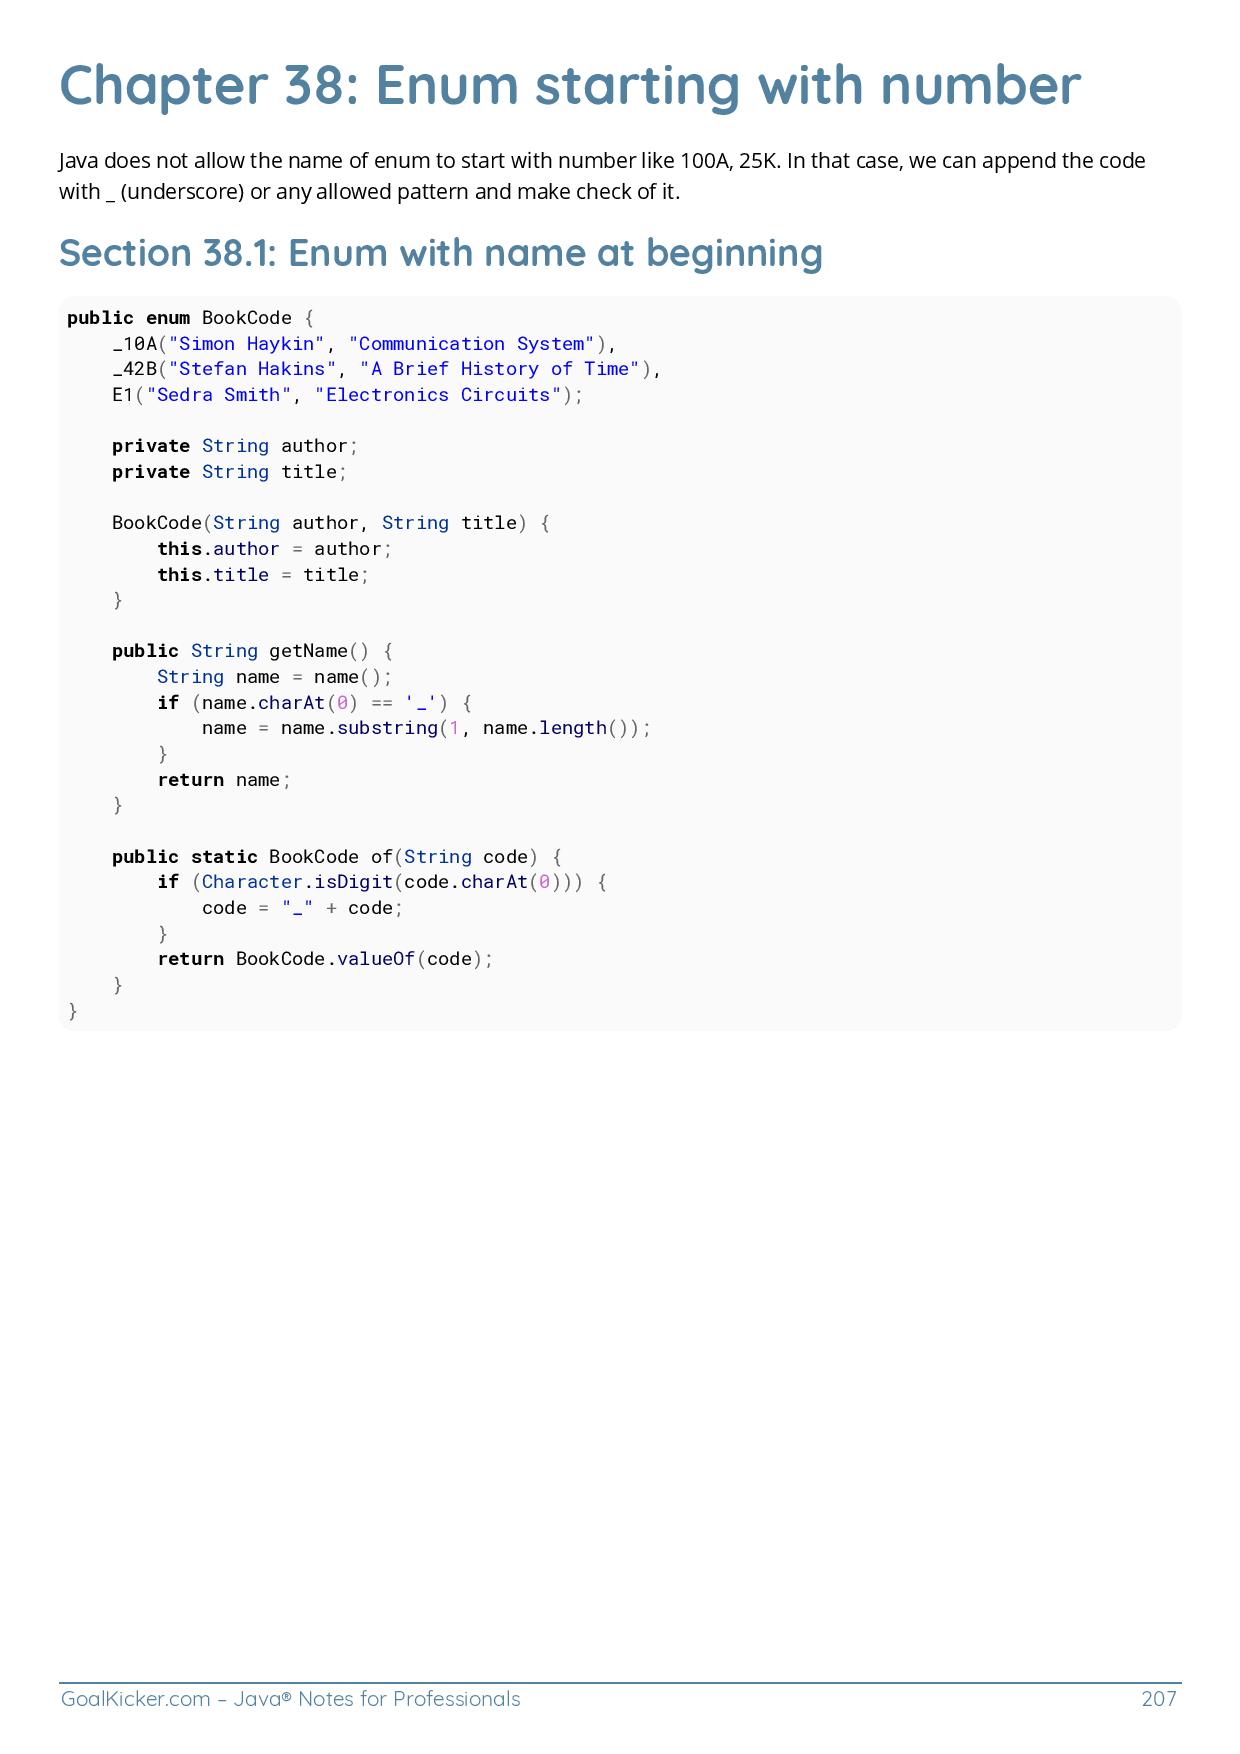 Chapter 38: Enum starting with number
Java does not allow the name of enum to start with number like 100A, 25K. In that case, we can append the code
with _ (underscore) or any allowed pattern and make check of it.
Section 38.1: Enum with name at beginning
public enum BookCode {
    _10A("Simon Haykin", "Communication System"),
    _42B("Stefan Hakins", "A Brief History of Time"),
    E1("Sedra Smith", "Electronics Circuits");

    private String author;
    private String title;

    BookCode(String author, String title) {
        this.author = author;
        this.title = title;
    }

    public String getName() {
        String name = name();
        if (name.charAt(0) == '_') {
            name = name.substring(1, name.length());
        }
        return name;
    }

    public static BookCode of(String code) {
        if (Character.isDigit(code.charAt(0))) {
            code = "_" + code;
        }
        return BookCode.valueOf(code);
    }
}
GoalKicker.com – Java® Notes for Professionals 207